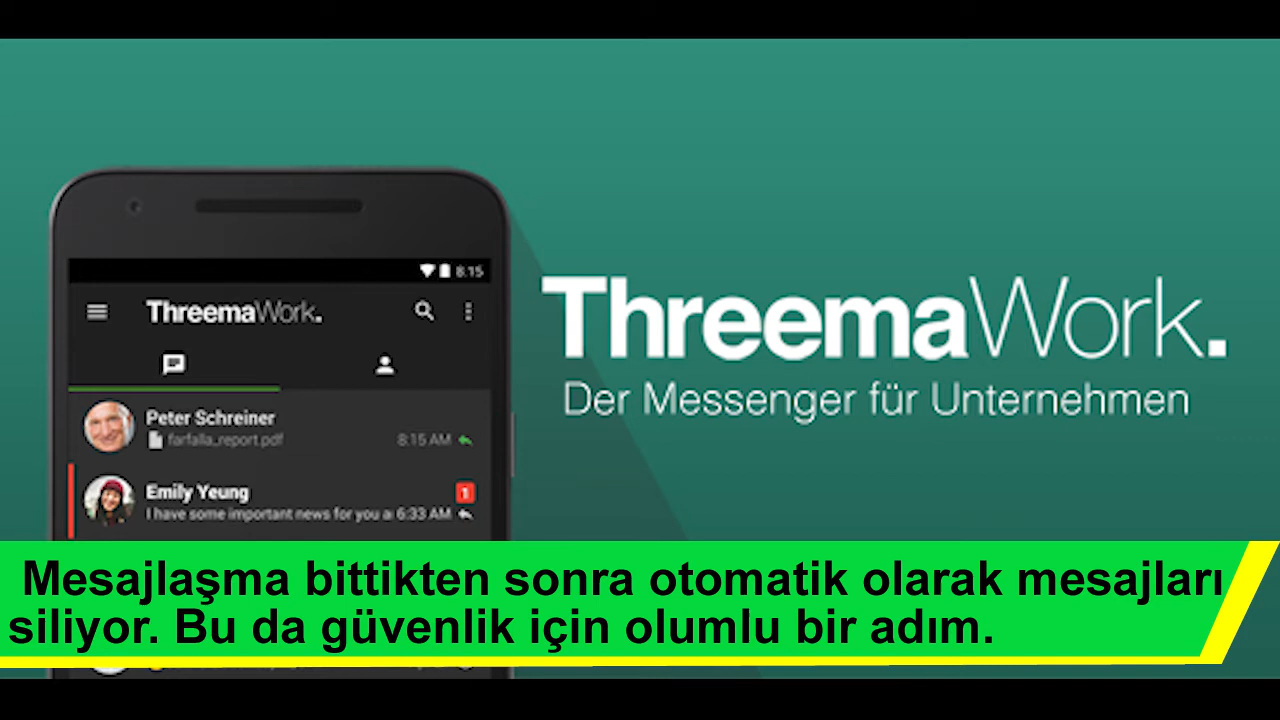 8:15
ThreemaWork.
Peter Schreiner
farfalla_report.pdf 8:15 AM
Emily Yeung 1
I have some important news for you a 6:33 AM
ThreemaWork.
Der Messenger für Unternehmen
Mesajlaşma bittikten sonra otomatik olarak mesajları
siliyor. Bu da güvenlik için olumlu bir adım.